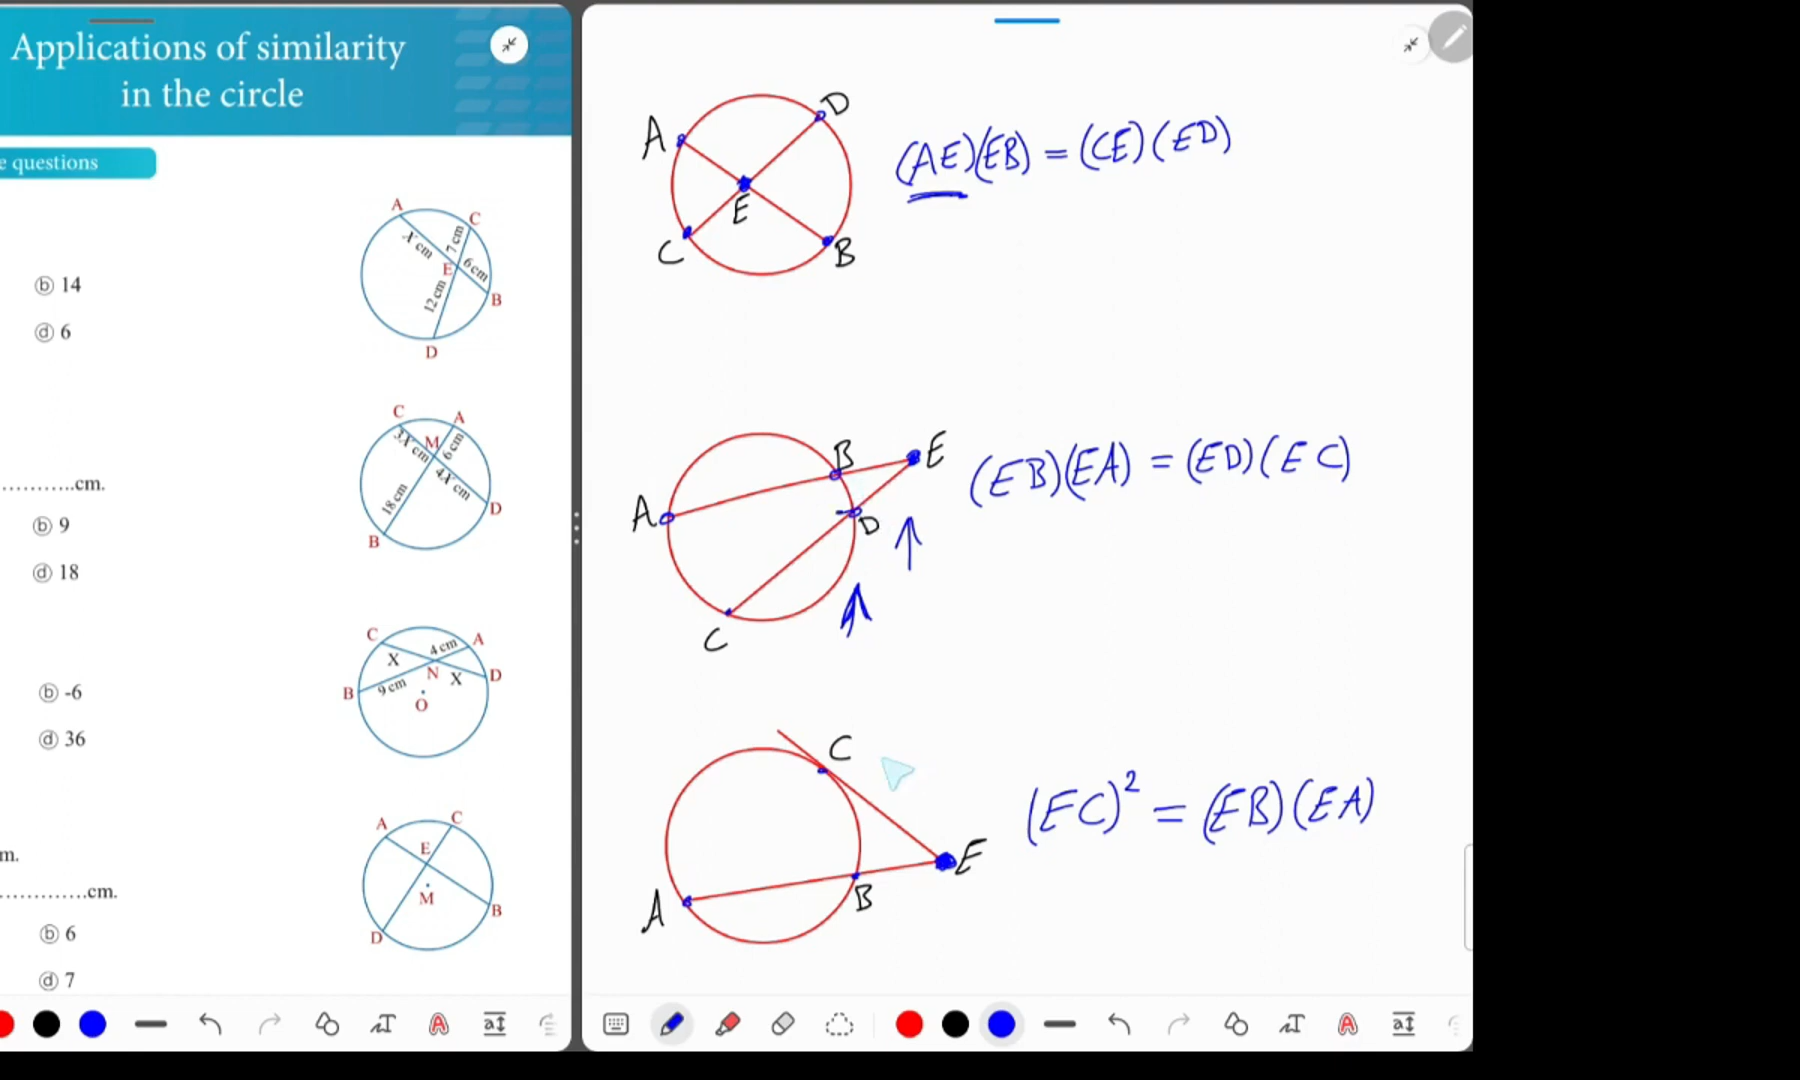 Applications of similarity
in the circle
e questions
A
C
X cm
7 cm
E
6 cm
B
12 cm
D
ⓑ 14
ⓓ 6
C
A
3X cm
M
6 cm
4X cm
18 cm
D
B
............cm.
ⓑ 9
ⓓ 18
C
A
4 cm
X
N
X
D
B
9 cm
O
ⓑ -6
ⓓ 36
A
C
E
M
B
D
m.
.............cm.
ⓑ 6
ⓓ 7
A
D
E
C
B
(AE)(EB) = (CE)(ED)
B
E
A
D
C
(EB)(EA) = (ED)(EC)
C
E
A
B
(EC)² = (EB)(EA)